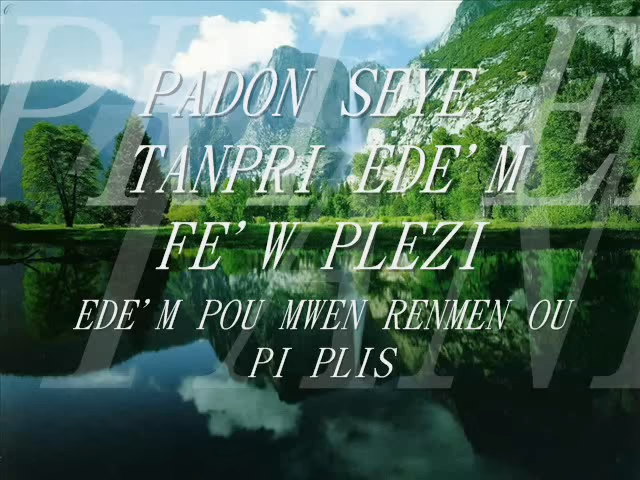 PADON SEYE,
TANPRI EDE'M
FE'W PLEZI
EDE'M POU MWEN RENMEN OU
PI PLIS